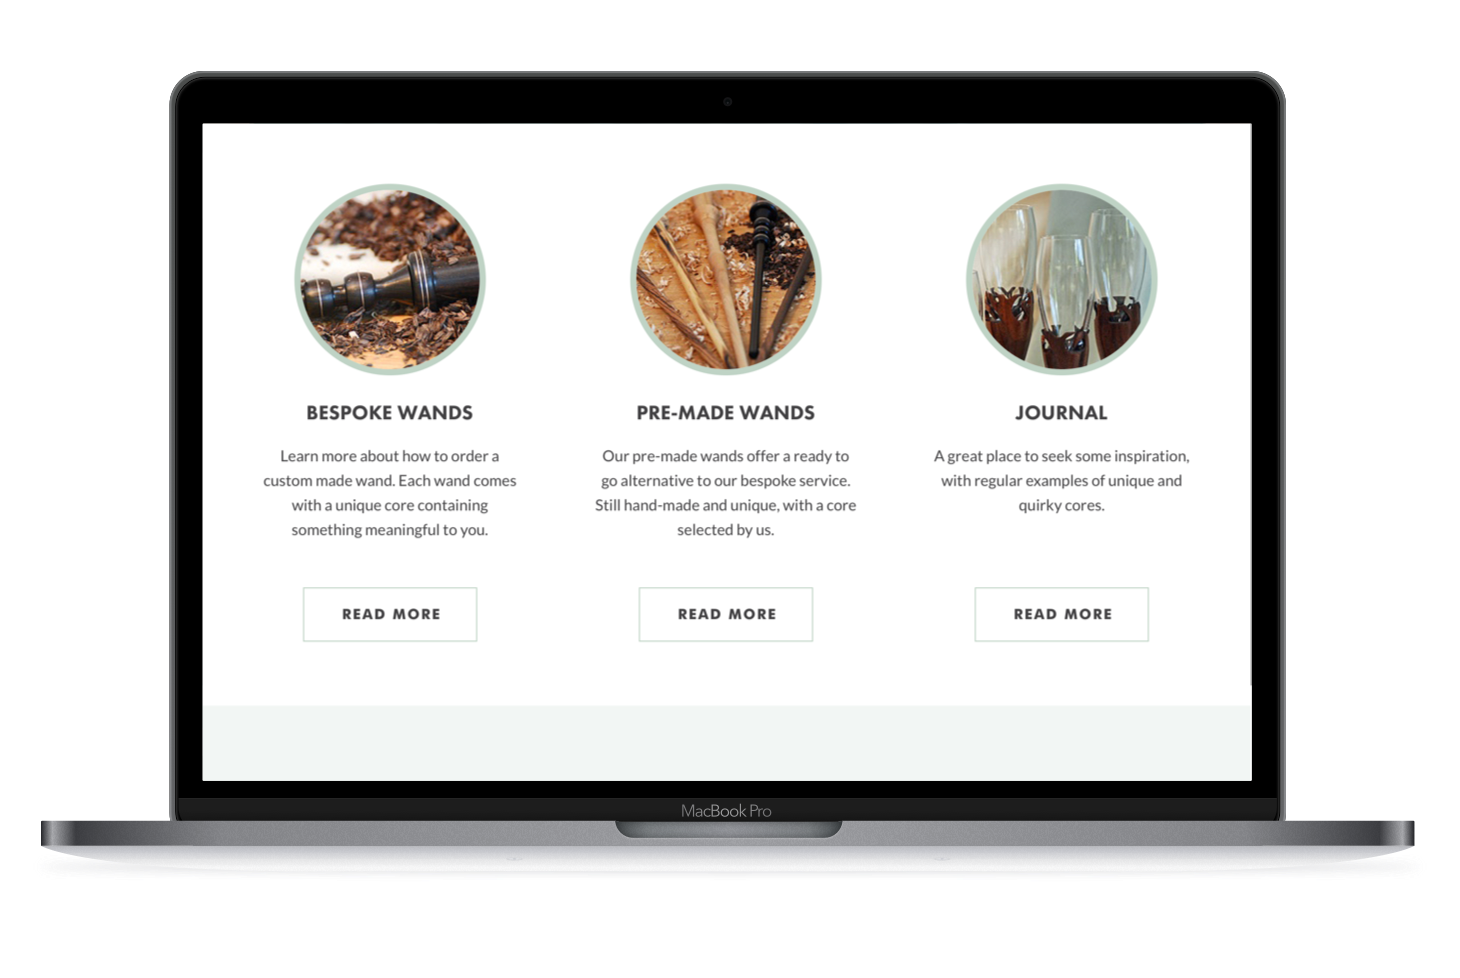 BESPOKE WANDS
Learn more about how to order a
custom made wand. Each wand comes
with a unique core containing
something meaningful to you.
READ MORE
PRE-MADE WANDS
Our pre-made wands offer a ready to
go alternative to our bespoke service.
Still hand-made and unique, with a core
selected by us.
READ MORE
JOURNAL
A great place to seek some inspiration,
with regular examples of unique and
quirky cores.
READ MORE
MacBook Pro